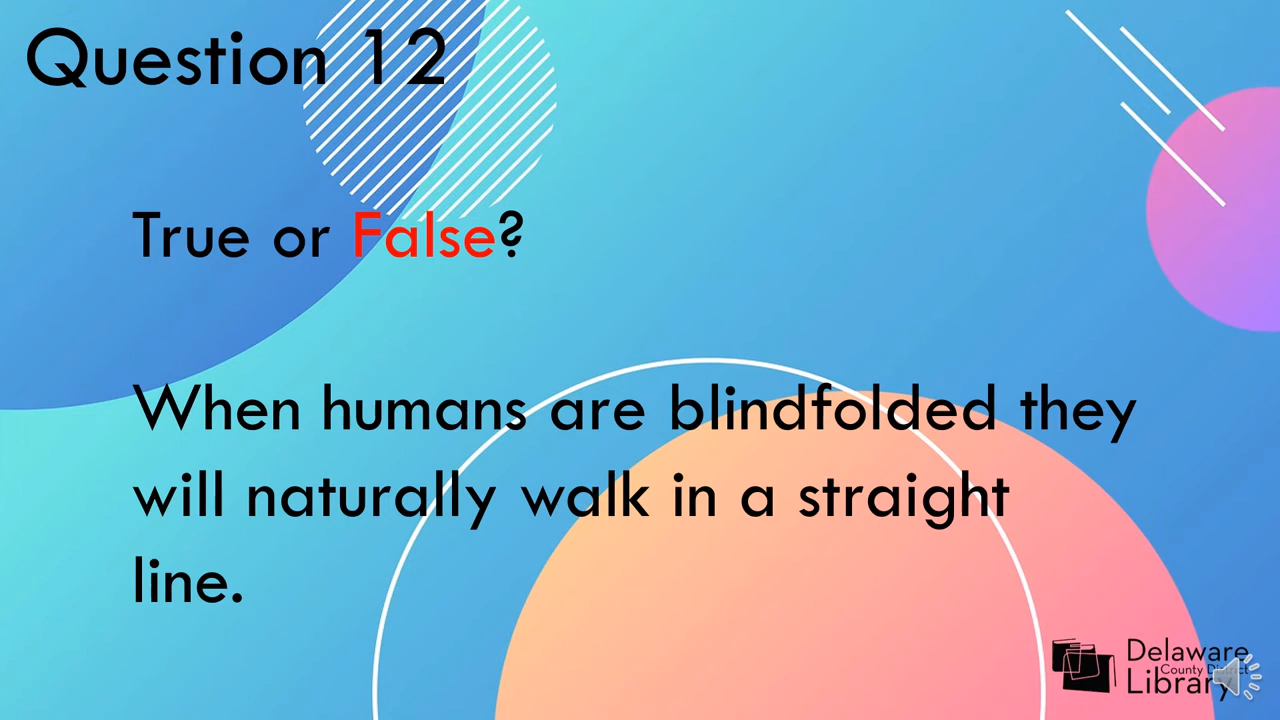 Question 12
True or False?
When humans are blindfolded they
will naturally walk in a straight
line.
Delaware
County District
Library